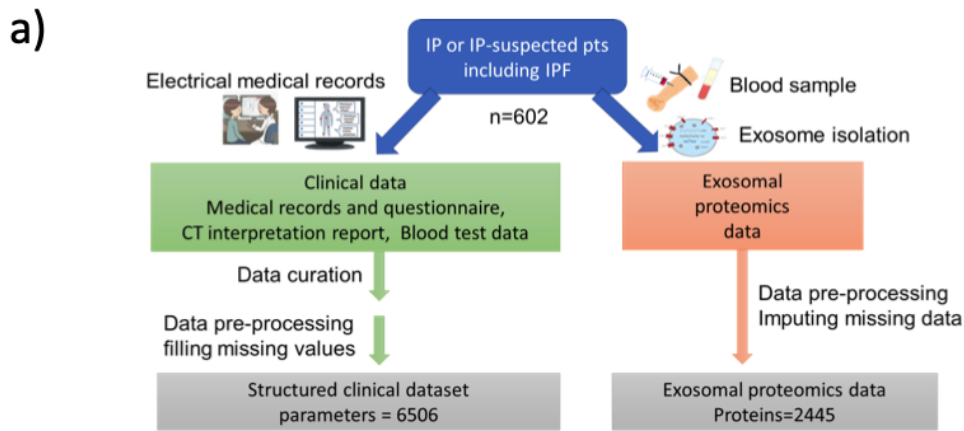 a)
IP or IP-suspected pts
including IPF
Electrical medical records
n=602
Blood sample
Exosome isolation
Clinical data
Medical records and questionnaire,
CT interpretation report, Blood test data
Exosomal
proteomics
data
Data curation
Data pre-processing
filling missing values
Data pre-processing
Imputing missing data
Structured clinical dataset
parameters = 6506
Exosomal proteomics data
Proteins=2445